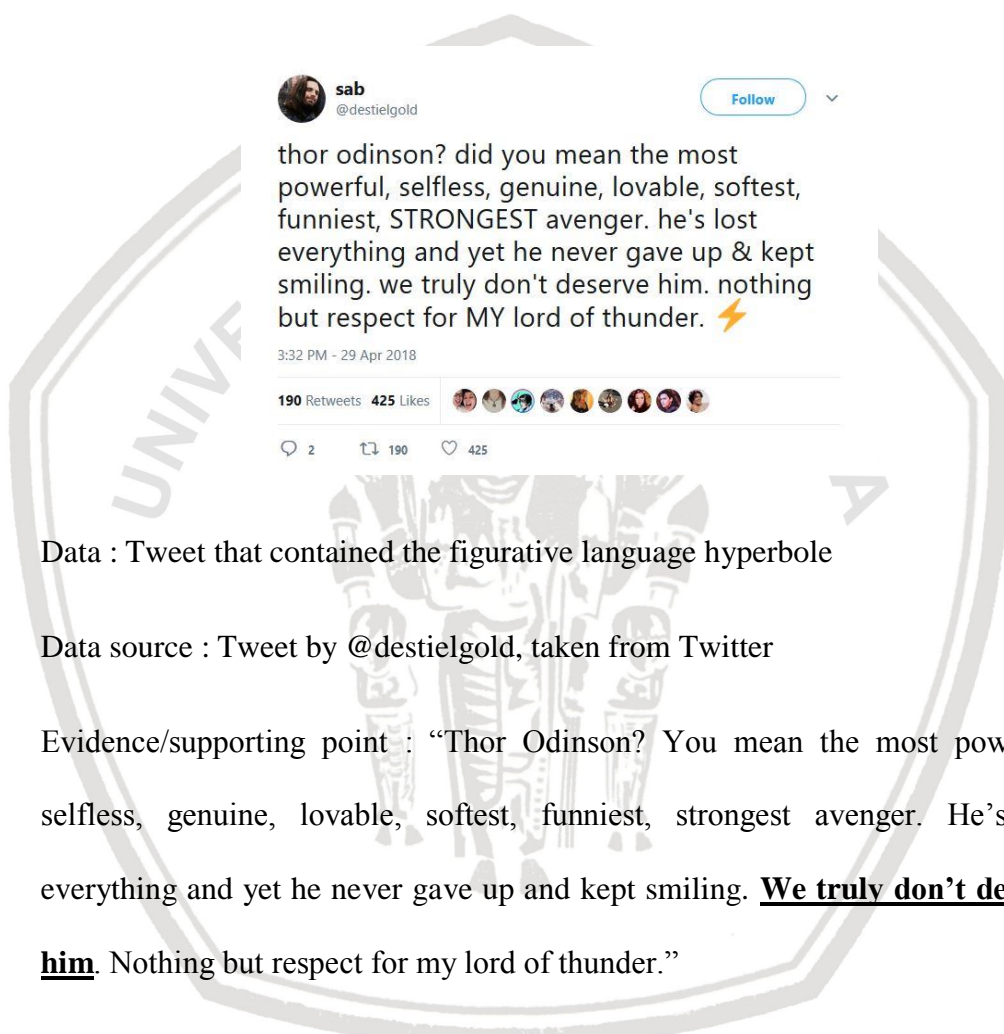 sab
@destielgold
Follow
thor odinson? did you mean the most
powerful, selfless, genuine, lovable, softest,
funniest, STRONGEST avenger. he's lost
everything and yet he never gave up & kept
smiling. we truly don't deserve him. nothing
but respect for MY lord of thunder. ⚡
3:32 PM - 29 Apr 2018
190 Retweets 425 Likes
2 190 425
UNIVE
A
Data : Tweet that contained the figurative language hyperbole
Data source : Tweet by @destielgold, taken from Twitter
Evidence/supporting point : “Thor Odinson? You mean the most pow
selfless, genuine, lovable, softest, funniest, strongest avenger. He’s
everything and yet he never gave up and kept smiling. We truly don’t de
him. Nothing but respect for my lord of thunder.”